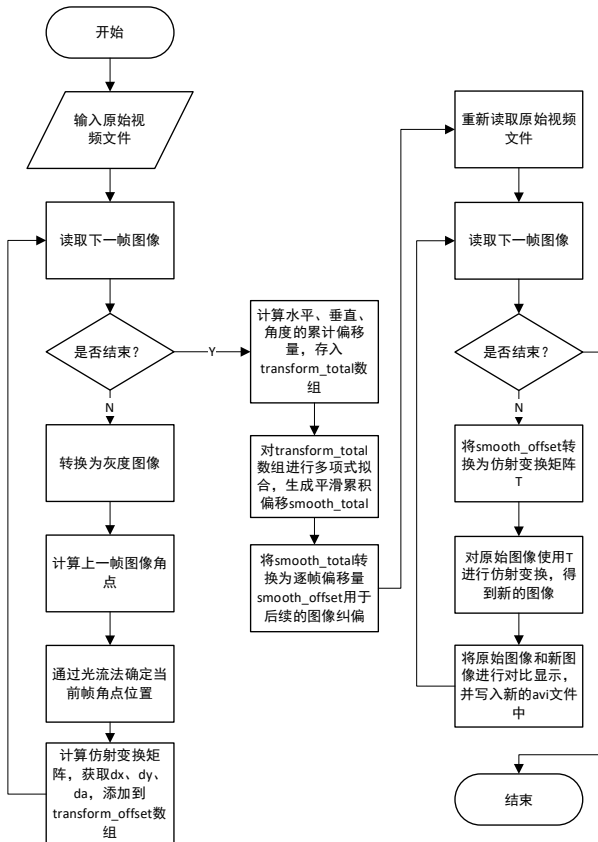 开始
输入原始视
频文件
读取下一帧图像
是否结束？
Y
N
转换为灰度图像
计算上一帧图像角
点
通过光流法确定当
前帧角点位置
计算仿射变换矩
阵，获取dx、dy、
da，添加到
transform_offset数
组
计算水平、垂直、
角度的累计偏移
量，存入
transform_total数
组
对transform_total
数组进行多项式拟
合，生成平滑累积
偏移smooth_total
将smooth_total转
换为逐帧偏移量
smooth_offset用于
后续的图像纠偏
重新读取原始视频
文件
读取下一帧图像
是否结束？
N
将smooth_offset转
换为仿射变换矩阵
T
对原始图像使用T
进行仿射变换，得
到新的图像
将原始图像和新图
像进行对比显示，
并写入新的avi文件
中
结束